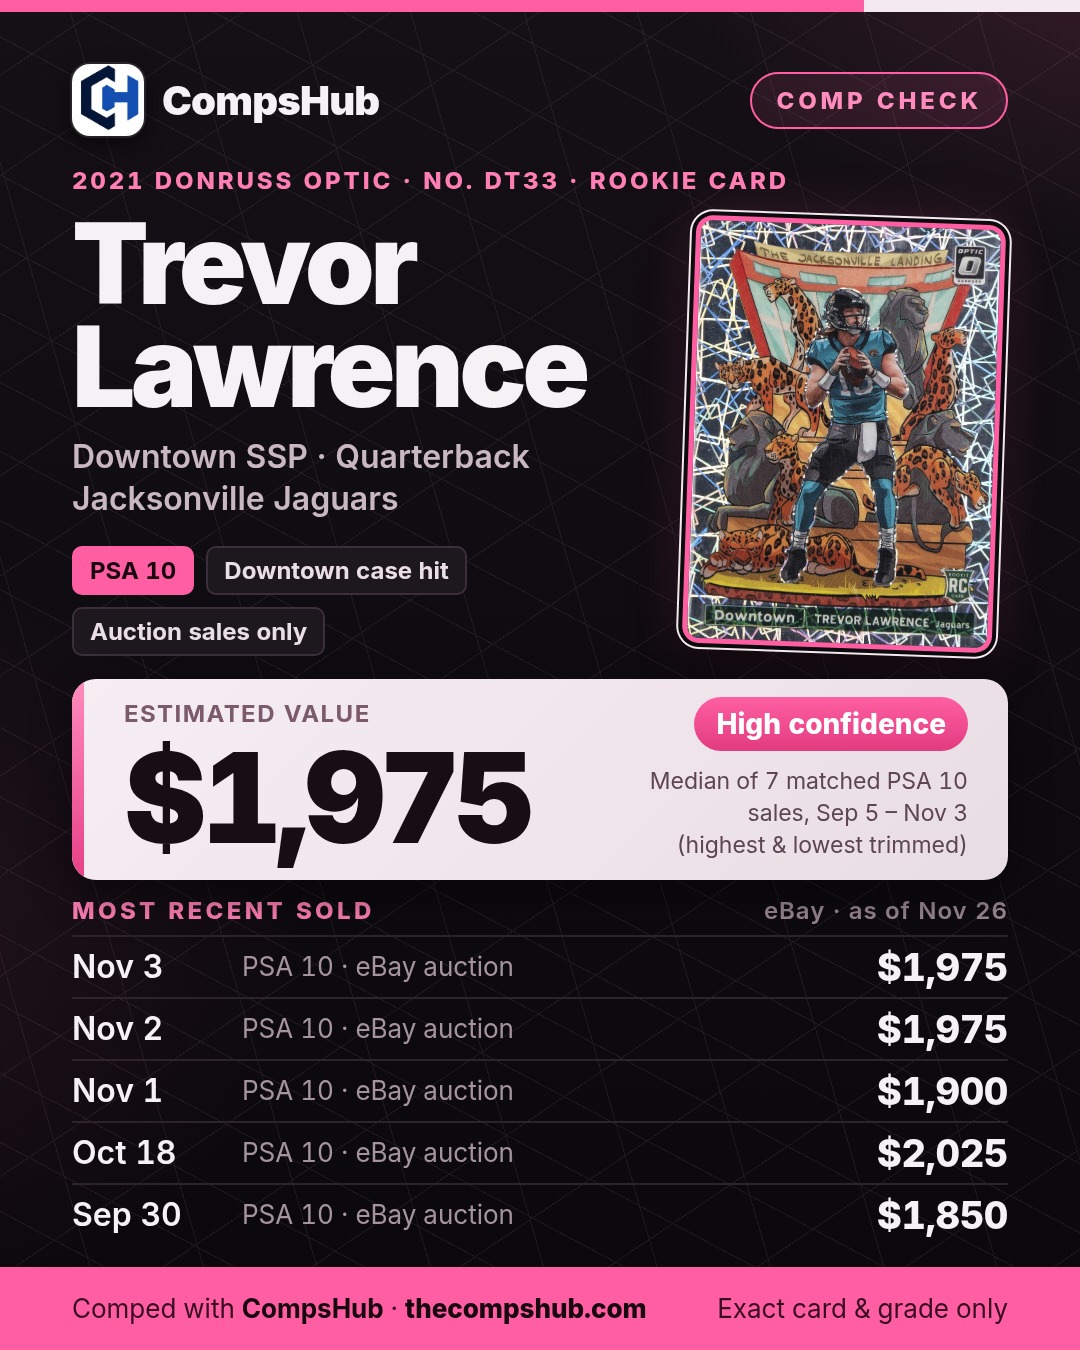 CompsHub
COMP CHECK
2021 DONRUSS OPTIC · NO. DT33 · ROOKIE CARD
Trevor
Lawrence
Downtown SSP · Quarterback
Jacksonville Jaguars
PSA 10
Downtown case hit
Auction sales only
THE JACKSONVILLE LANDING
OPTIC
RC
Downtown
TREVOR LAWRENCE
Jaguars
ESTIMATED VALUE
$1,975
High confidence
Median of 7 matched PSA 10
sales, Sep 5 – Nov 3
(highest & lowest trimmed)
MOST RECENT SOLD
eBay · as of Nov 26
Nov 3 PSA 10 · eBay auction $1,975
Nov 2 PSA 10 · eBay auction $1,975
Nov 1 PSA 10 · eBay auction $1,900
Oct 18 PSA 10 · eBay auction $2,025
Sep 30 PSA 10 · eBay auction $1,850
Comped with CompsHub · thecompshub.com
Exact card & grade only